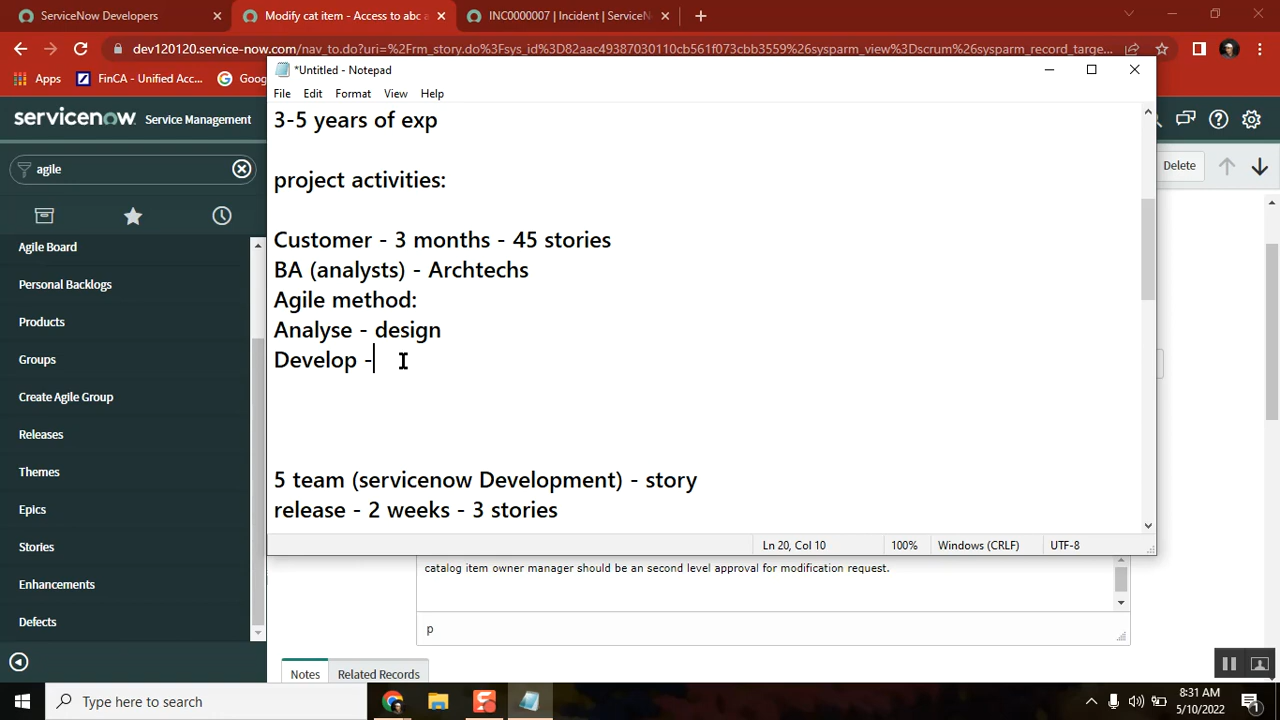 ServiceNow Developers
Modify cat item - Access to abc a
INC0000007 | Incident | ServiceN
dev120120.service-now.com/nav_to.do?uri=%2Frm_story.do%3Fsys_id%3D82aac49387030110cb561f073cbb3559%26sysparm_view%3Dscrum%26sysparm_record_targe...
Apps
FinCA - Unified Acc...
Goog
*Untitled - Notepad
File Edit Format View Help
servicenow Service Management
agile
Delete
Agile Board
Personal Backlogs
Products
Groups
Create Agile Group
Releases
Themes
Epics
Stories
Enhancements
Defects
3-5 years of exp
project activities:
Customer - 3 months - 45 stories
BA (analysts) - Archtechs
Agile method:
Analyse - design
Develop -
5 team (servicenow Development) - story
release - 2 weeks - 3 stories
Ln 20, Col 10
100%
Windows (CRLF)
UTF-8
catalog item owner manager should be an second level approval for modification request.
p
Notes
Related Records
Type here to search
8:31 AM
5/10/2022
1